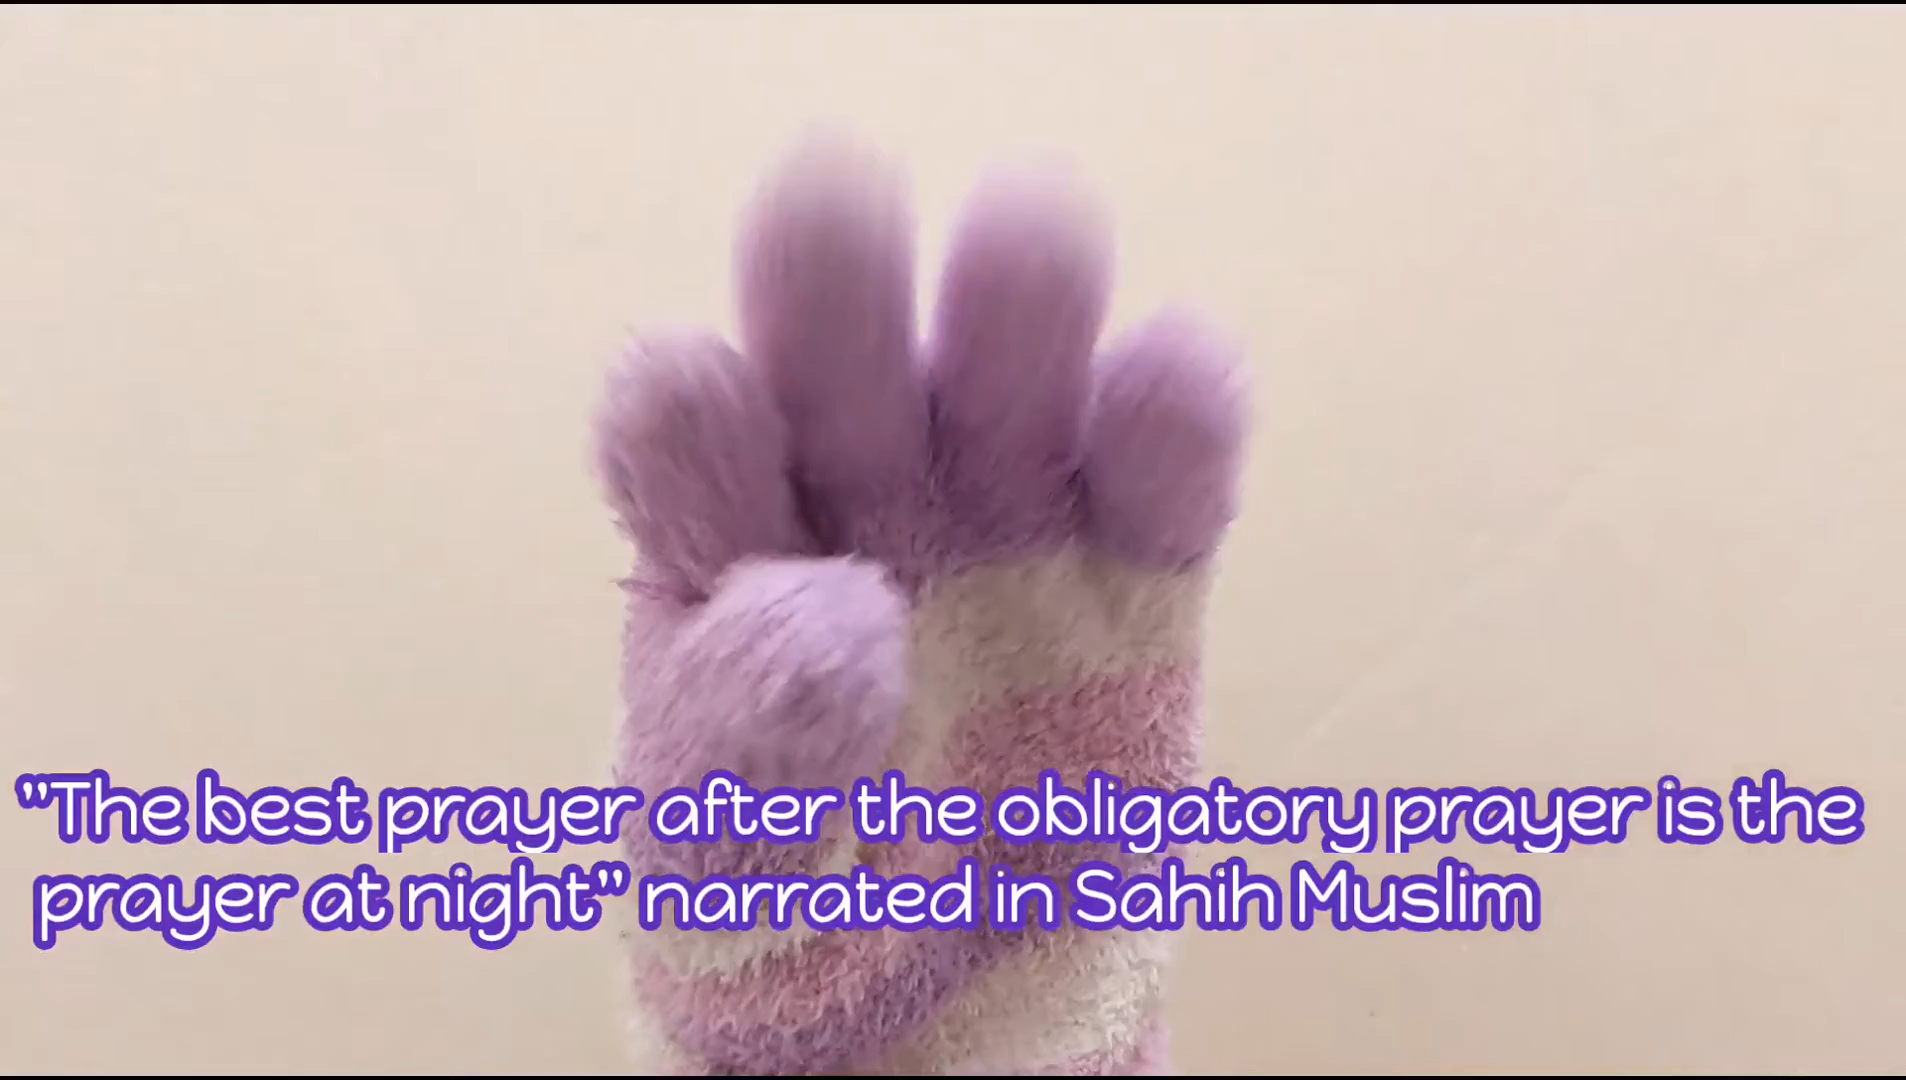 "The best prayer after the obligatory prayer is the
prayer at night" narrated in Sahih Muslim